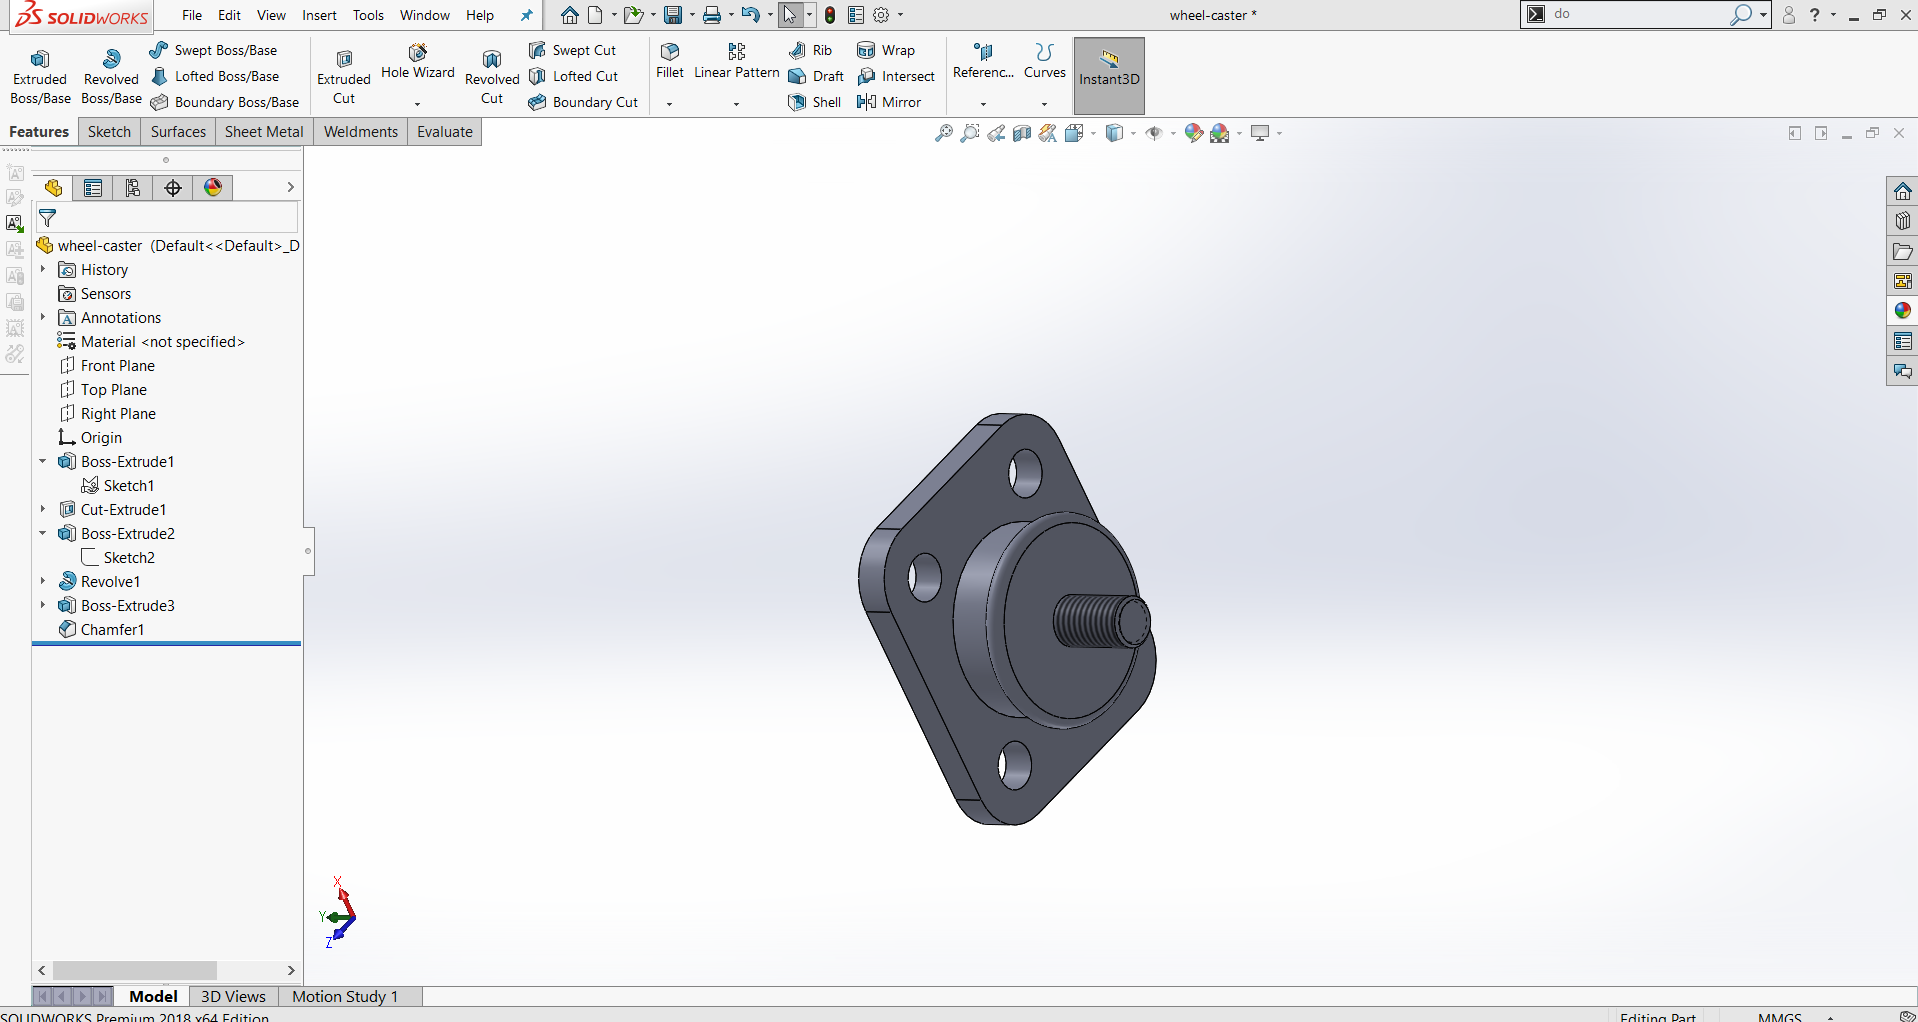 SOLIDWORKS File Edit View Insert Tools Window Help wheel-caster * do ?
Extruded Boss/Base
Revolved Boss/Base
Swept Boss/Base
Lofted Boss/Base
Boundary Boss/Base
Extruded Cut
Hole Wizard
Revolved Cut
Swept Cut
Lofted Cut
Boundary Cut
Fillet
Linear Pattern
Rib
Draft
Shell
Wrap
Intersect
Mirror
Referenc...
Curves
Instant3D
Features Sketch Surfaces Sheet Metal Weldments Evaluate
wheel-caster (Default<<Default>_D
History
Sensors
Annotations
Material <not specified>
Front Plane
Top Plane
Right Plane
Origin
Boss-Extrude1
Sketch1
Cut-Extrude1
Boss-Extrude2
Sketch2
Revolve1
Boss-Extrude3
Chamfer1
X
Y
Z
Model 3D Views Motion Study 1
SOLIDWORKS Premium 2018 x64 Edition Editing Part MMGS